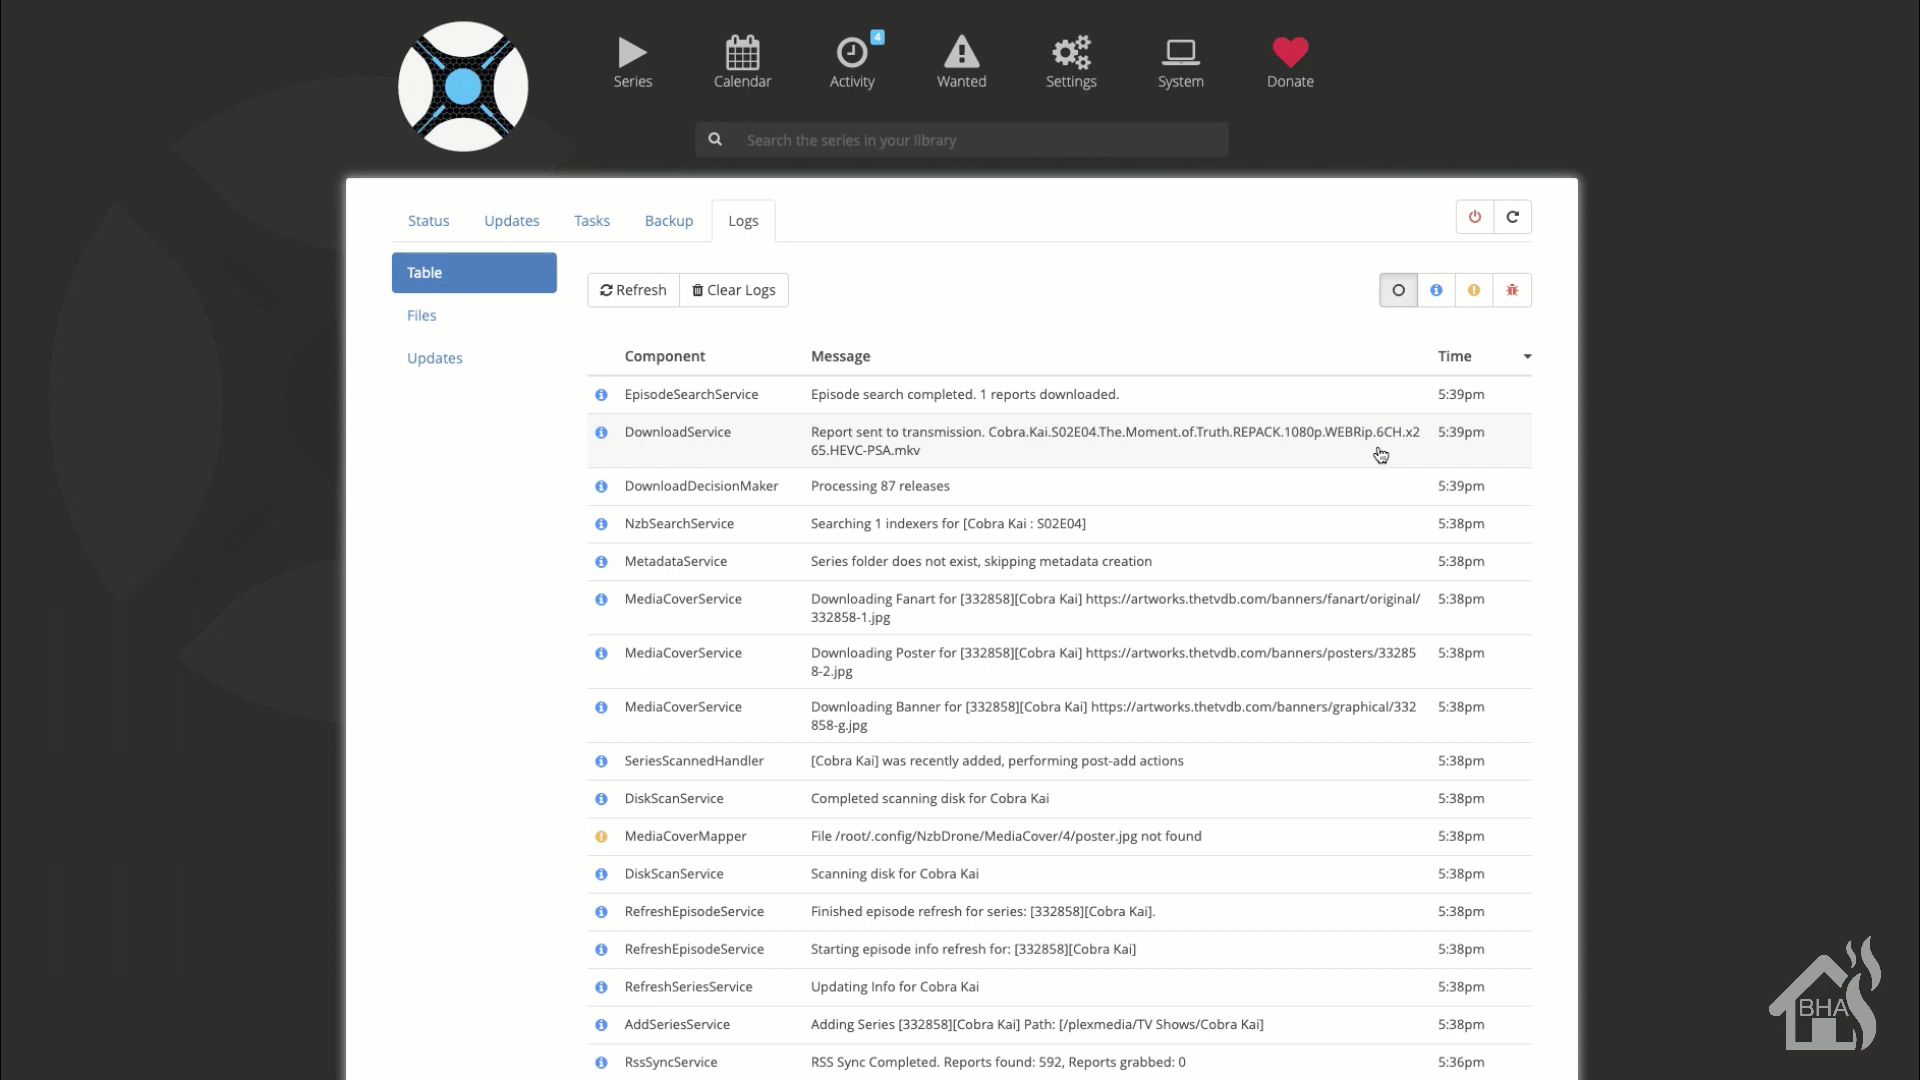 4
Series Calendar Activity Wanted Settings System Donate
Search the series in your library
Status Updates Tasks Backup Logs
Table
Files
Updates
Refresh Clear Logs
Component Message Time
EpisodeSearchService Episode search completed. 1 reports downloaded. 5:39pm
DownloadService Report sent to transmission. Cobra.Kai.S02E04.The.Moment.of.Truth.REPACK.1080p.WEBRip.6CH.x2 5:39pm
65.HEVC-PSA.mkv
DownloadDecisionMaker Processing 87 releases 5:39pm
NzbSearchService Searching 1 indexers for [Cobra Kai : S02E04] 5:38pm
MetadataService Series folder does not exist, skipping metadata creation 5:38pm
MediaCoverService Downloading Fanart for [332858][Cobra Kai] https://artworks.thetvdb.com/banners/fanart/original/ 5:38pm
332858-1.jpg
MediaCoverService Downloading Poster for [332858][Cobra Kai] https://artworks.thetvdb.com/banners/posters/33285 5:38pm
8-2.jpg
MediaCoverService Downloading Banner for [332858][Cobra Kai] https://artworks.thetvdb.com/banners/graphical/332 5:38pm
858-g.jpg
SeriesScannedHandler [Cobra Kai] was recently added, performing post-add actions 5:38pm
DiskScanService Completed scanning disk for Cobra Kai 5:38pm
MediaCoverMapper File /root/.config/NzbDrone/MediaCover/4/poster.jpg not found 5:38pm
DiskScanService Scanning disk for Cobra Kai 5:38pm
RefreshEpisodeService Finished episode refresh for series: [332858][Cobra Kai]. 5:38pm
RefreshEpisodeService Starting episode info refresh for: [332858][Cobra Kai] 5:38pm
RefreshSeriesService Updating Info for Cobra Kai 5:38pm
AddSeriesService Adding Series [332858][Cobra Kai] Path: [/plexmedia/TV Shows/Cobra Kai] 5:38pm
RssSyncService RSS Sync Completed. Reports found: 592, Reports grabbed: 0 5:36pm
BHA